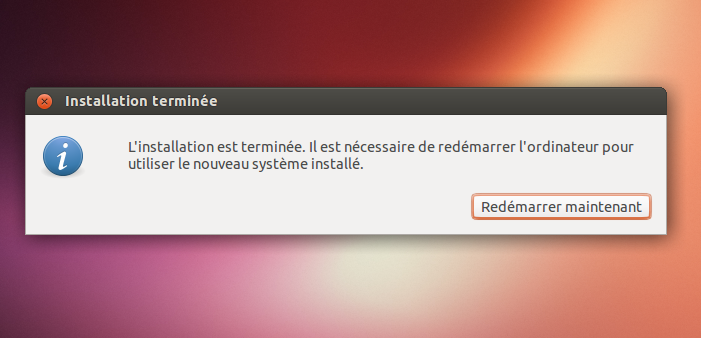 Installation terminée
L'installation est terminée. Il est nécessaire de redémarrer l'ordinateur pour
utiliser le nouveau système installé.
Redémarrer maintenant